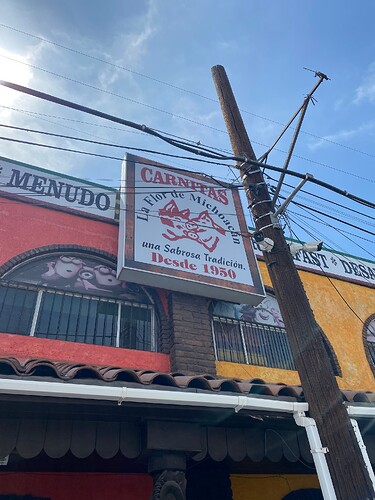 MENUDO
CARNITAS
La Flor de Michoacán
una Sabrosa Tradición.
Desde 1950
FAST